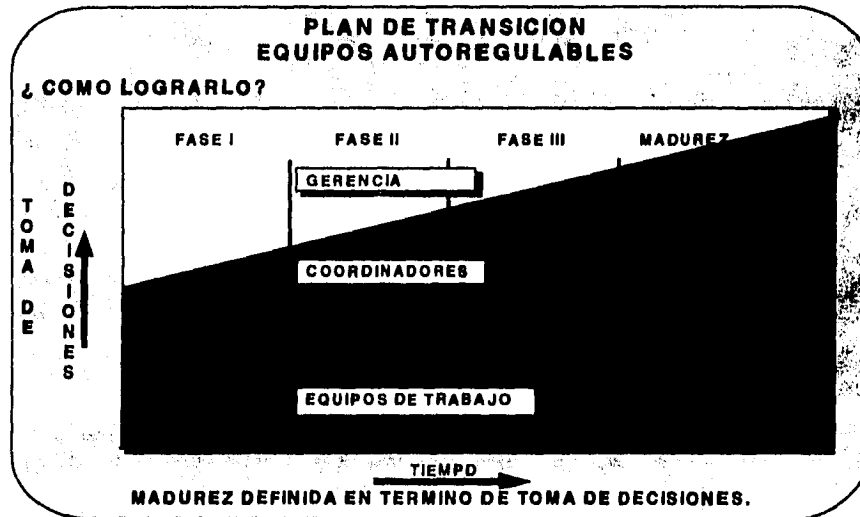 PLAN DE TRANSICION
EQUIPOS AUTOREGULABLES
¿ COMO LOGRARLO?
FASE I FASE II FASE III MADUREZ
GERENCIA
TOMA DE DECISIONES
COORDINADORES
EQUIPOS DE TRABAJO
TIEMPO
MADUREZ DEFINIDA EN TERMINO DE TOMA DE DECISIONES.